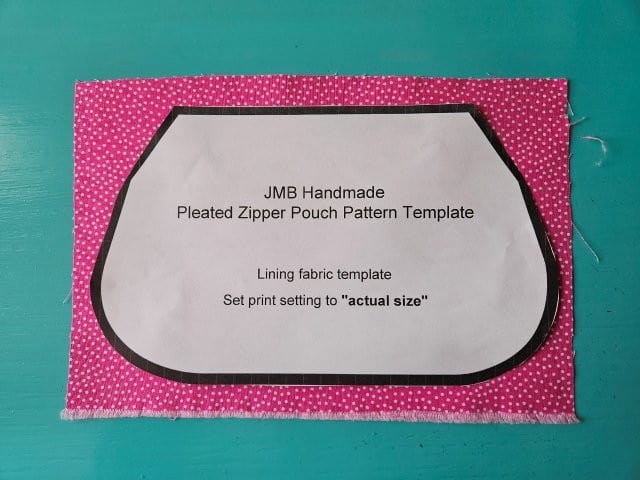 JMB Handmade
Pleated Zipper Pouch Pattern Template
Lining fabric template
Set print setting to "actual size"